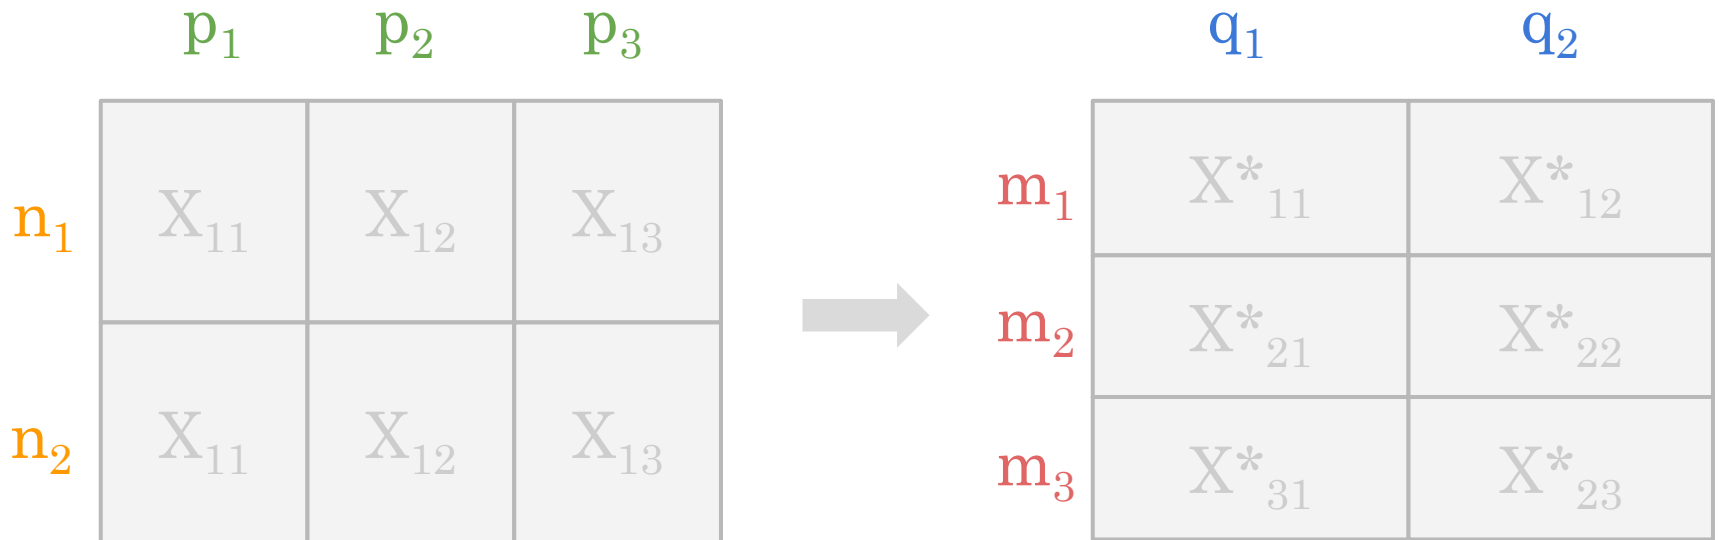 p₁ p₂ p₃ q₁ q₂
n₁ X₁₁ X₁₂ X₁₃
n₂ X₁₁ X₁₂ X₁₃
m₁ X*₁₁ X*₁₂
m₂ X*₂₁ X*₂₂
m₃ X*₃₁ X*₂₃